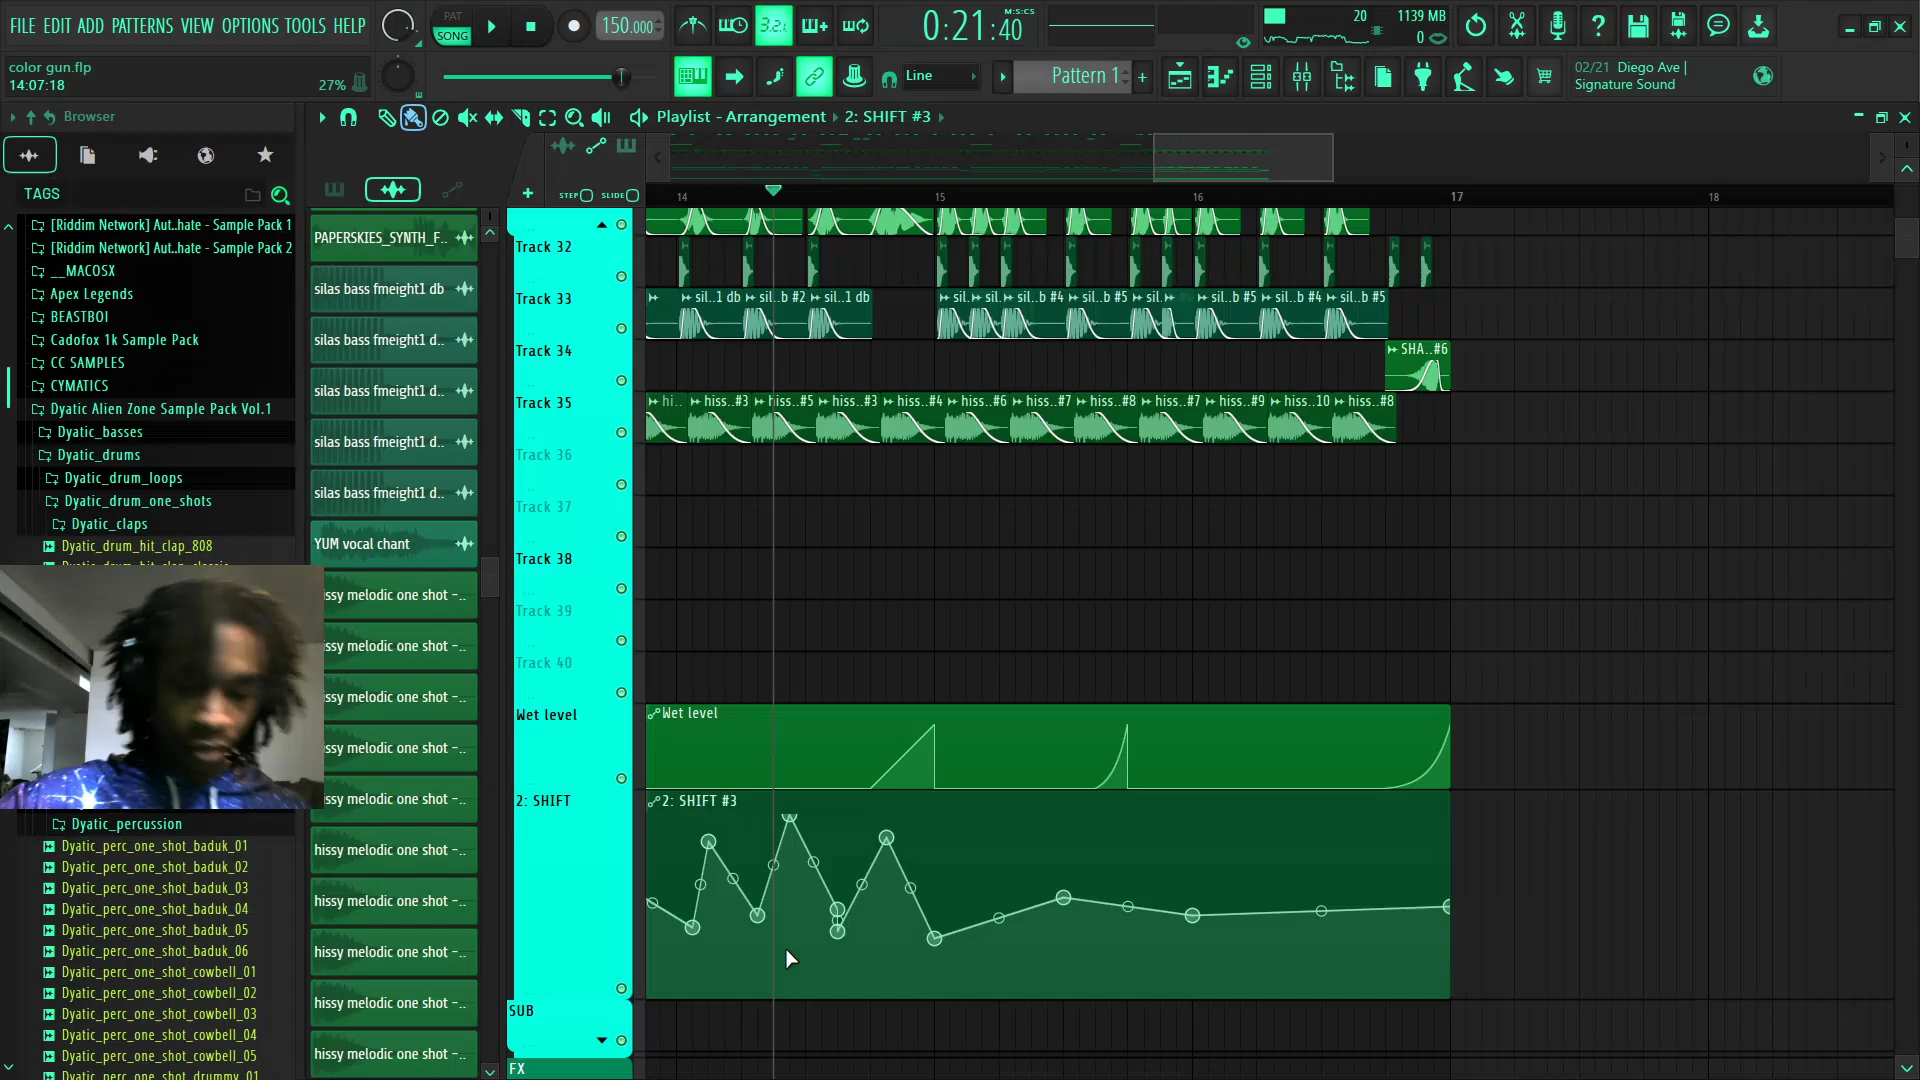 FILE EDIT ADD PATTERNS VIEW OPTIONS TOOLS HELP
PAT
SONG
150.000
3.2.1
0:21:40
M:S:CS
20
1139 MB
0
color gun.flp
14:07:18
27%
Line
Pattern 1
02/21 Diego Ave |
Signature Sound
Browser
Playlist - Arrangement
2: SHIFT #3
TAGS
STEP
SLIDE
14
15
16
17
18
[Riddim Network] Aut..hate - Sample Pack 1
[Riddim Network] Aut..hate - Sample Pack 2
__MACOSX
Apex Legends
BEASTBOI
Cadofox 1k Sample Pack
CC SAMPLES
CYMATICS
Dyatic Alien Zone Sample Pack Vol.1
Dyatic_basses
Dyatic_drums
Dyatic_drum_loops
Dyatic_drum_one_shots
Dyatic_claps
Dyatic_drum_hit_clap_808
Dyatic_percussion
Dyatic_perc_one_shot_baduk_01
Dyatic_perc_one_shot_baduk_02
Dyatic_perc_one_shot_baduk_03
Dyatic_perc_one_shot_baduk_04
Dyatic_perc_one_shot_baduk_05
Dyatic_perc_one_shot_baduk_06
Dyatic_perc_one_shot_cowbell_01
Dyatic_perc_one_shot_cowbell_02
Dyatic_perc_one_shot_cowbell_03
Dyatic_perc_one_shot_cowbell_04
Dyatic_perc_one_shot_cowbell_05
Dyatic_perc_one_shot_drummy_01
PAPERSKIES_SYNTH_F..
silas bass fmeight1 db
silas bass fmeight1 d..
silas bass fmeight1 d..
silas bass fmeight1 d..
silas bass fmeight1 d..
YUM vocal chant
issy melodic one shot -..
issy melodic one shot -..
issy melodic one shot -..
issy melodic one shot -..
issy melodic one shot -..
hissy melodic one shot -..
hissy melodic one shot -..
hissy melodic one shot -..
hissy melodic one shot -..
hissy melodic one shot -..
Track 32
Track 33
sil..1 db
sil..b #2
sil..1 db
sil.
sil.
sil..b #4
sil..b #5
sil.
sil..b #5
sil..b #4
sil..b #5
Track 34
SHA..#6
Track 35
hi..
hiss..#3
hiss..#5
hiss..#3
hiss..#4
hiss..#6
hiss..#7
hiss..#8
hiss..#7
hiss..#9
hiss..10
hiss..#8
Track 36
Track 37
Track 38
Track 39
Track 40
Wet level
Wet level
2: SHIFT
2: SHIFT #3
SUB
FX